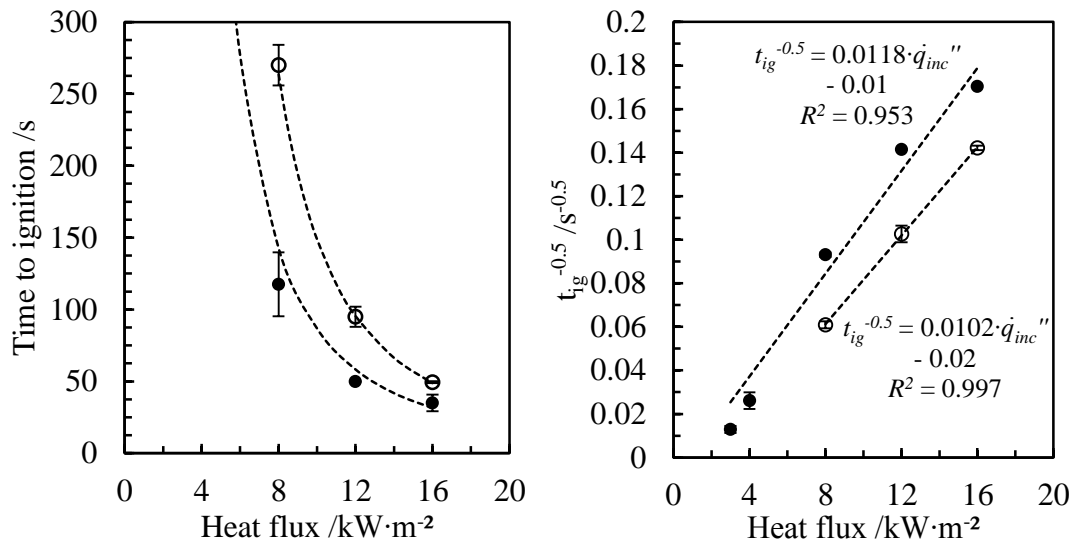 300
250
200
150
100
50
0
Time to ignition /s
0 4 8 12 16 20
Heat flux /kW·m⁻²
0.2
0.18
0.16
0.14
0.12
0.1
0.08
0.06
0.04
0.02
0
t_ig^-0.5 /s^-0.5
t_ig^-0.5 = 0.0118·q̇_inc″
- 0.01
R² = 0.953
t_ig^-0.5 = 0.0102·q̇_inc″
- 0.02
R² = 0.997
0 4 8 12 16 20
Heat flux /kW·m⁻²